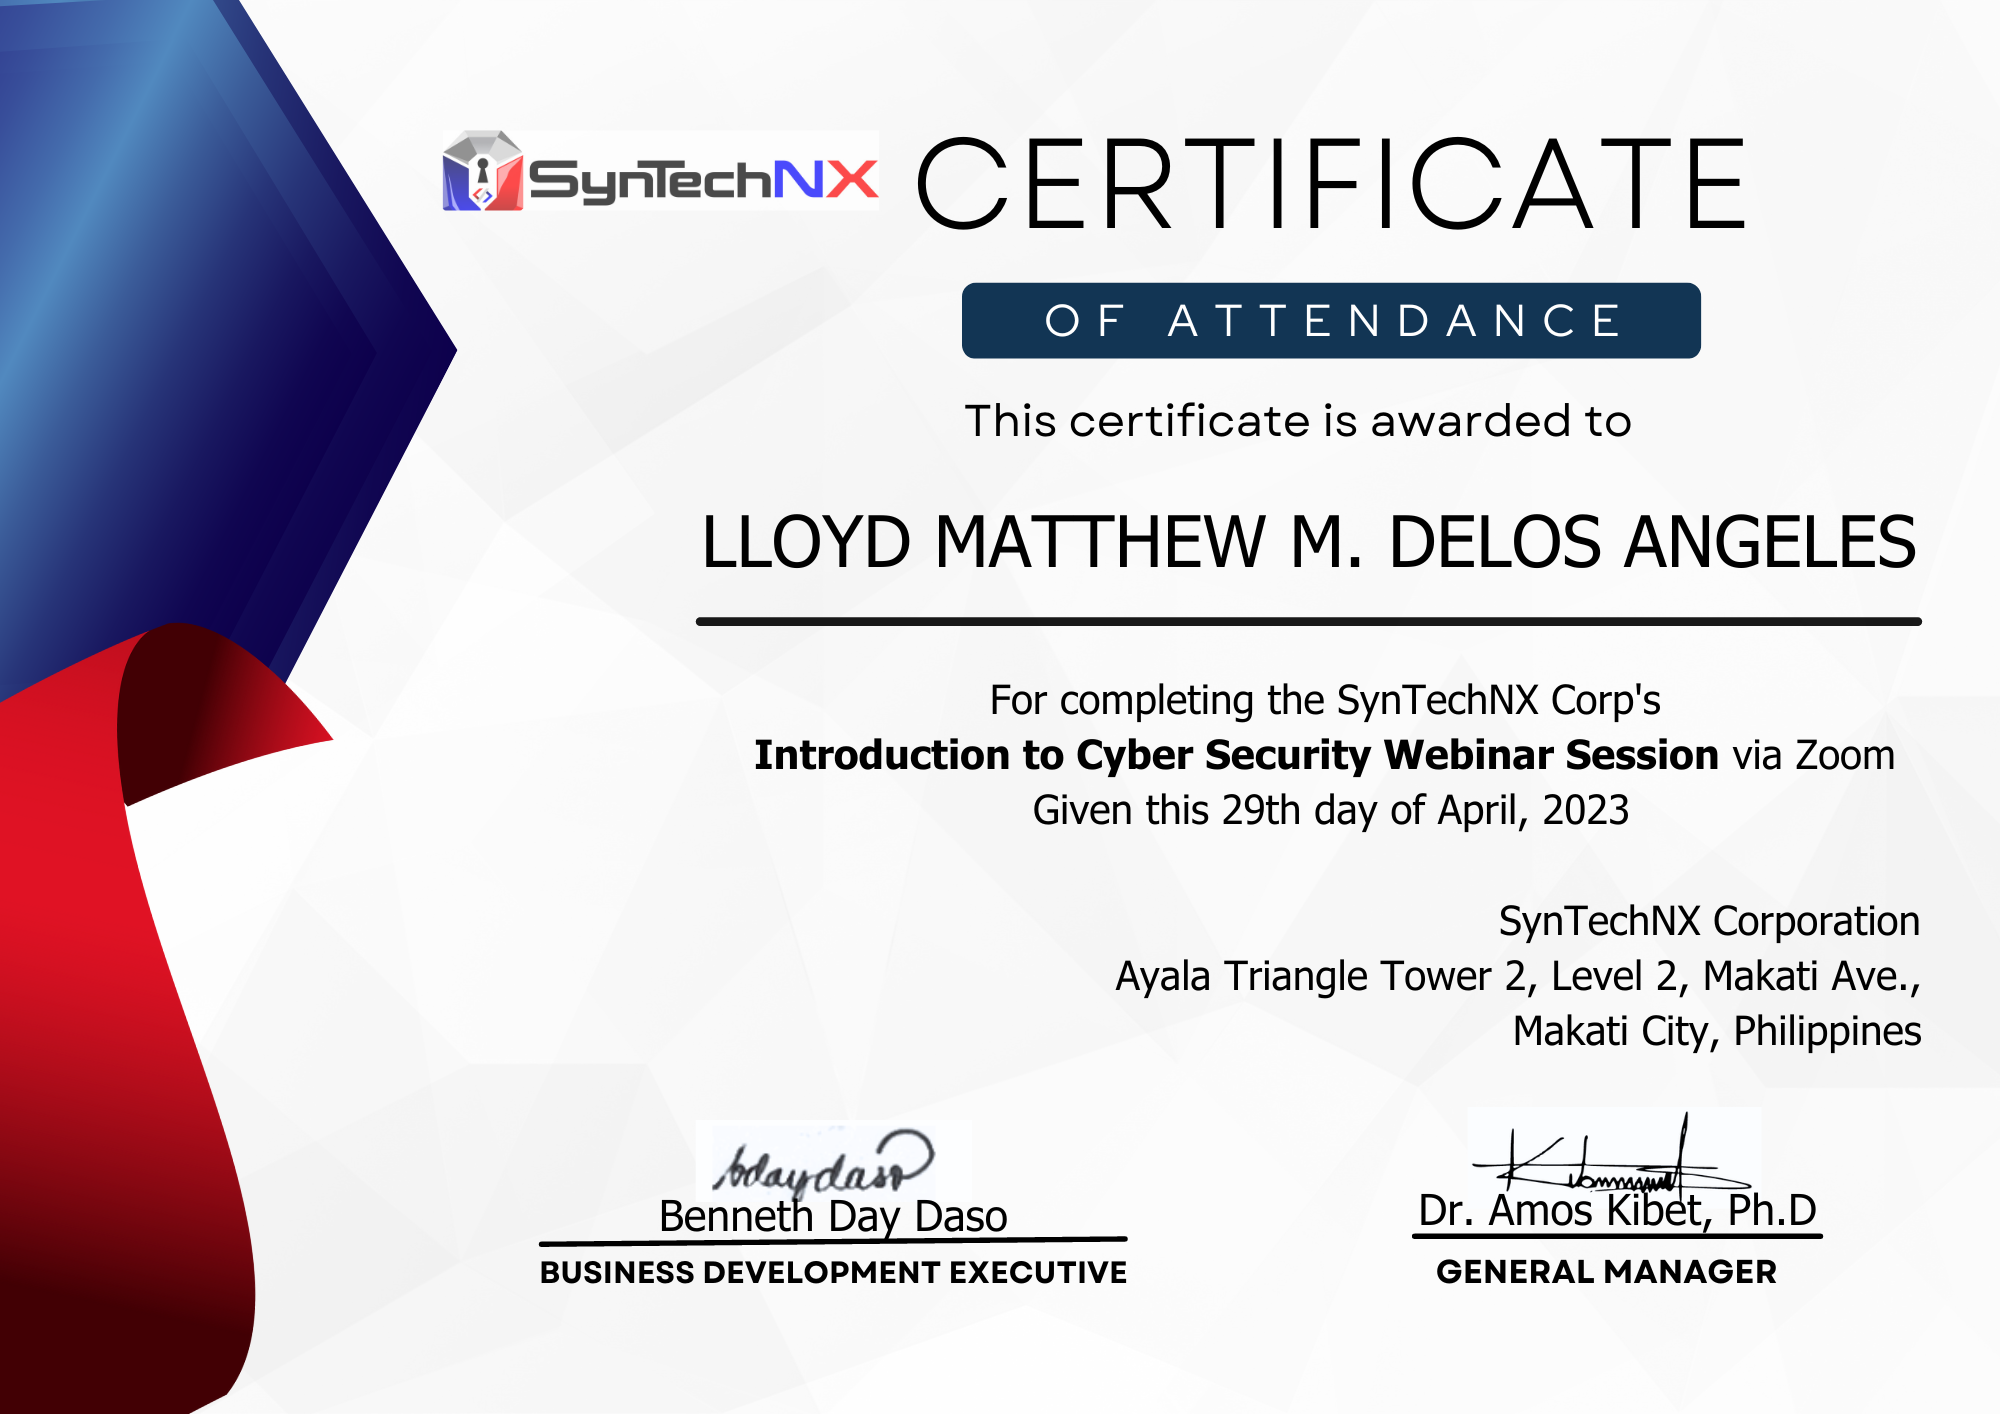 SynTechNX
CERTIFICATE
OF ATTENDANCE
This certificate is awarded to
LLOYD MATTHEW M. DELOS ANGELES
For completing the SynTechNX Corp's
Introduction to Cyber Security Webinar Session via Zoom
Given this 29th day of April, 2023
SynTechNX Corporation
Ayala Triangle Tower 2, Level 2, Makati Ave.,
Makati City, Philippines
bdaydaso
Benneth Day Daso
BUSINESS DEVELOPMENT EXECUTIVE
Dr. Amos Kibet, Ph.D
GENERAL MANAGER